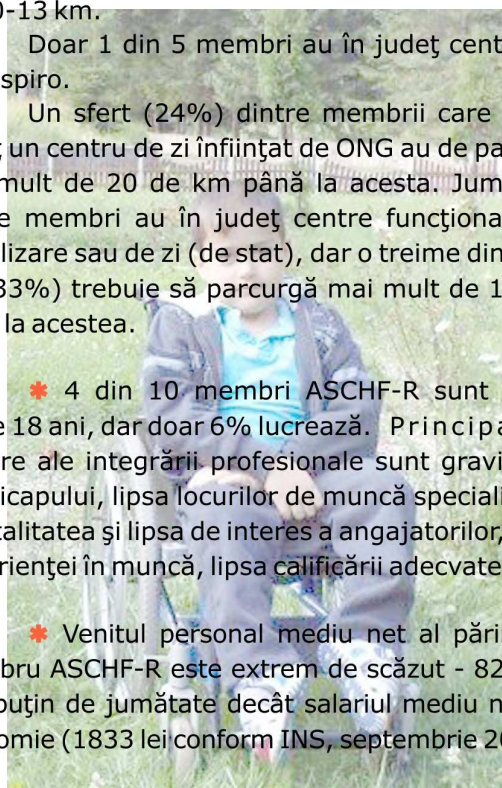 0-13 km.
Doar 1 din 5 membri au în judeţ cent
spiro.
Un sfert (24%) dintre membrii care
un centru de zi înfiinţat de ONG au de pa
mult de 20 de km până la acesta. Jum
e membri au în judeţ centre funcţiona
lizare sau de zi (de stat), dar o treime din
33%) trebuie să parcurgă mai mult de 1
la acestea.
* 4 din 10 membri ASCHF-R sunt
e 18 ani, dar doar 6% lucrează. Principa
re ale integrării profesionale sunt gravi
icapului, lipsa locurilor de muncă speciali
talitatea şi lipsa de interes a angajatorilor,
rienţei în muncă, lipsa calificării adecvate
* Venitul personal mediu net al pări
bru ASCHF-R este extrem de scăzut - 82
puţin de jumătate decât salariul mediu n
omie (1833 lei conform INS, septembrie 20